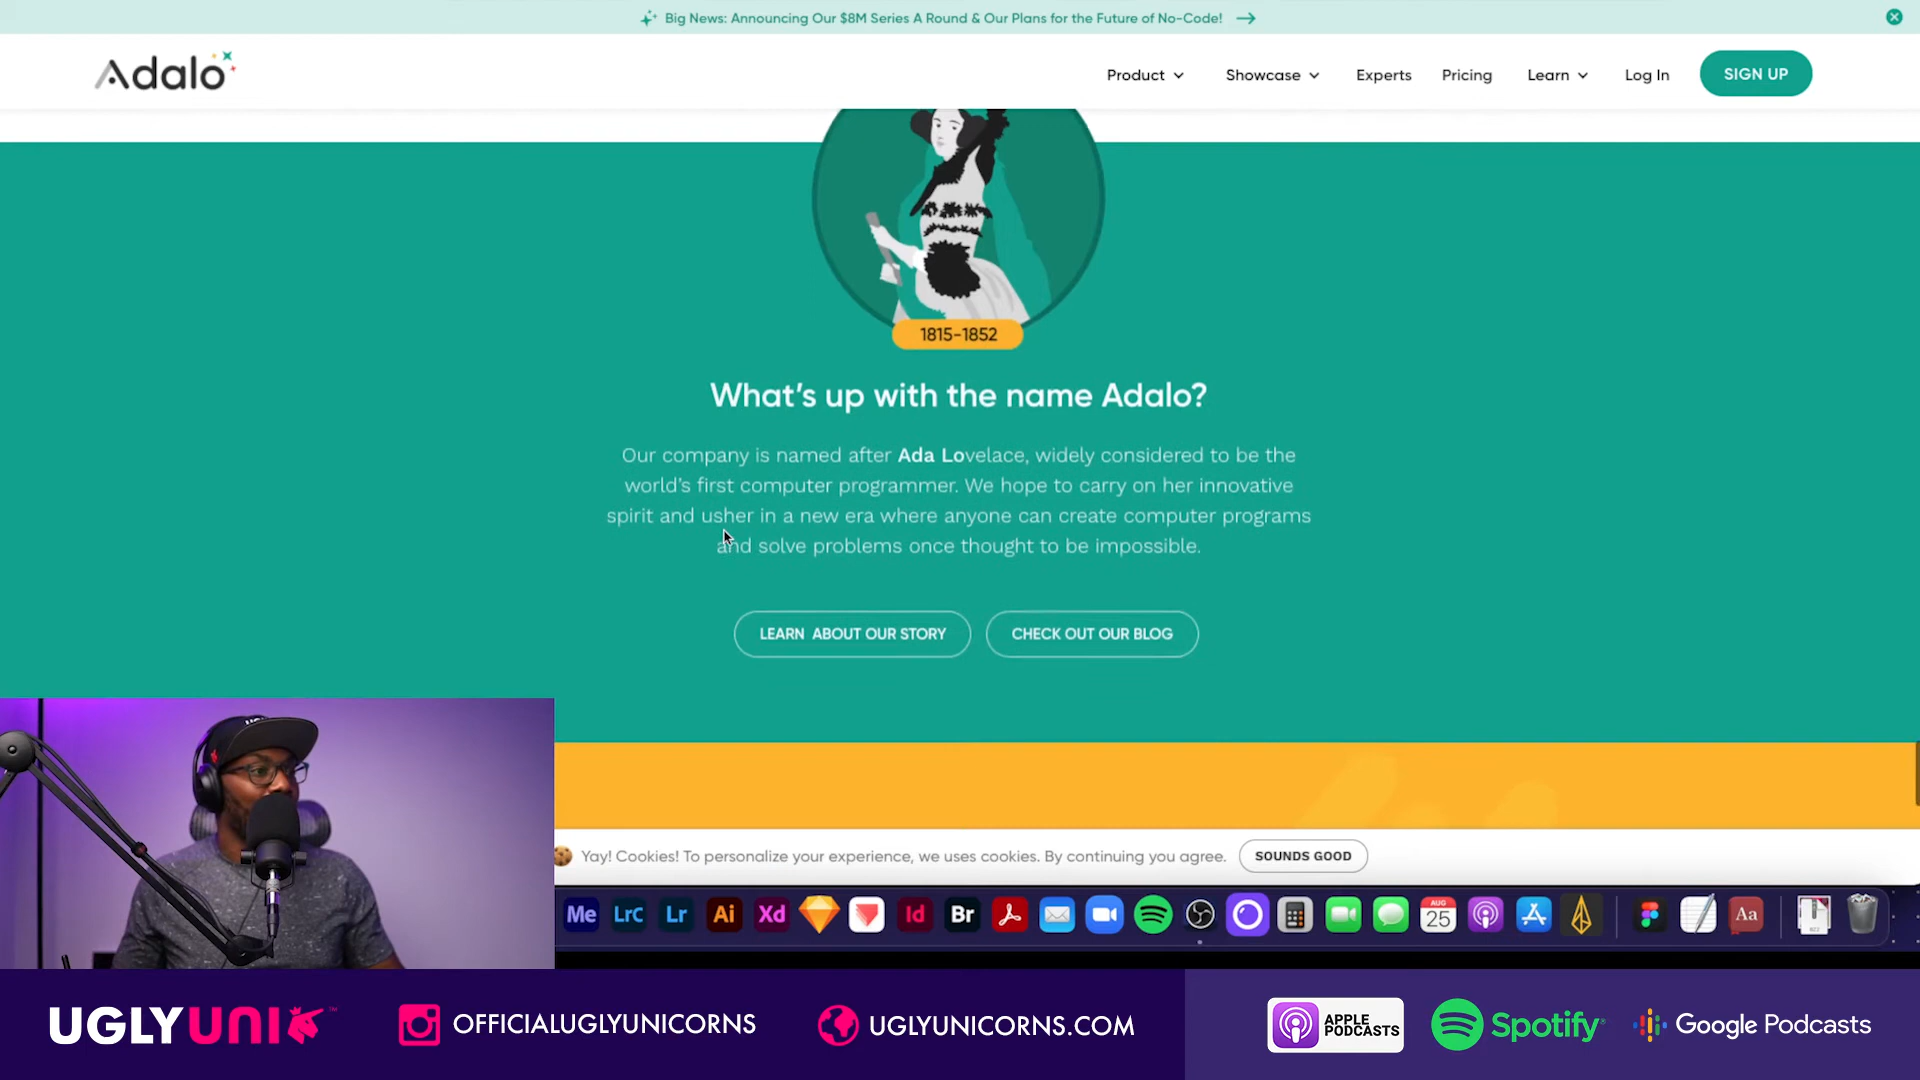 Big News: Announcing Our $8M Series A Round & Our Plans for the Future of No-Code!
Adalo
Product
Showcase
Experts
Pricing
Learn
Log In
SIGN UP
1815-1852
What's up with the name Adalo?
Our company is named after Ada Lovelace, widely considered to be the
world's first computer programmer. We hope to carry on her innovative
spirit and usher in a new era where anyone can create computer programs
and solve problems once thought to be impossible.
LEARN ABOUT OUR STORY
CHECK OUT OUR BLOG
Yay! Cookies! To personalize your experience, we uses cookies. By continuing you agree.
SOUNDS GOOD
Me
LrC
Lr
Ai
Xd
Id
Br
AUG
25
Aa
UGLYUNI™
OFFICIALUGLYUNICORNS
UGLYUNICORNS.COM
APPLE
PODCASTS
Spotify®
Google Podcasts